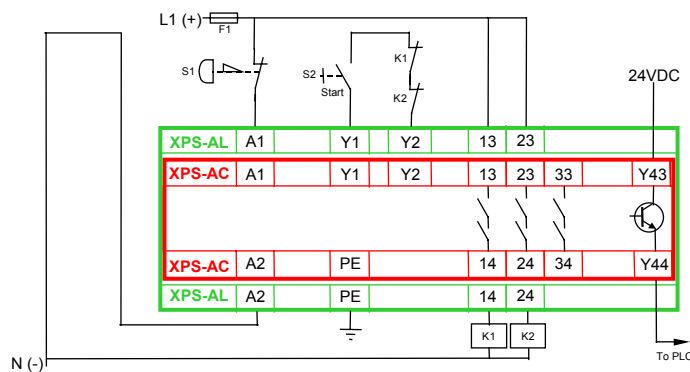 L1 (+)
F1
S1
S2
Start
K1
K2
24VDC
XPS-AL A1 Y1 Y2 13 23
XPS-AC A1 Y1 Y2 13 23 33 Y43
XPS-AC A2 PE 14 24 34 Y44
XPS-AL A2 PE 14 24
K1 K2
To PLC
N (-)